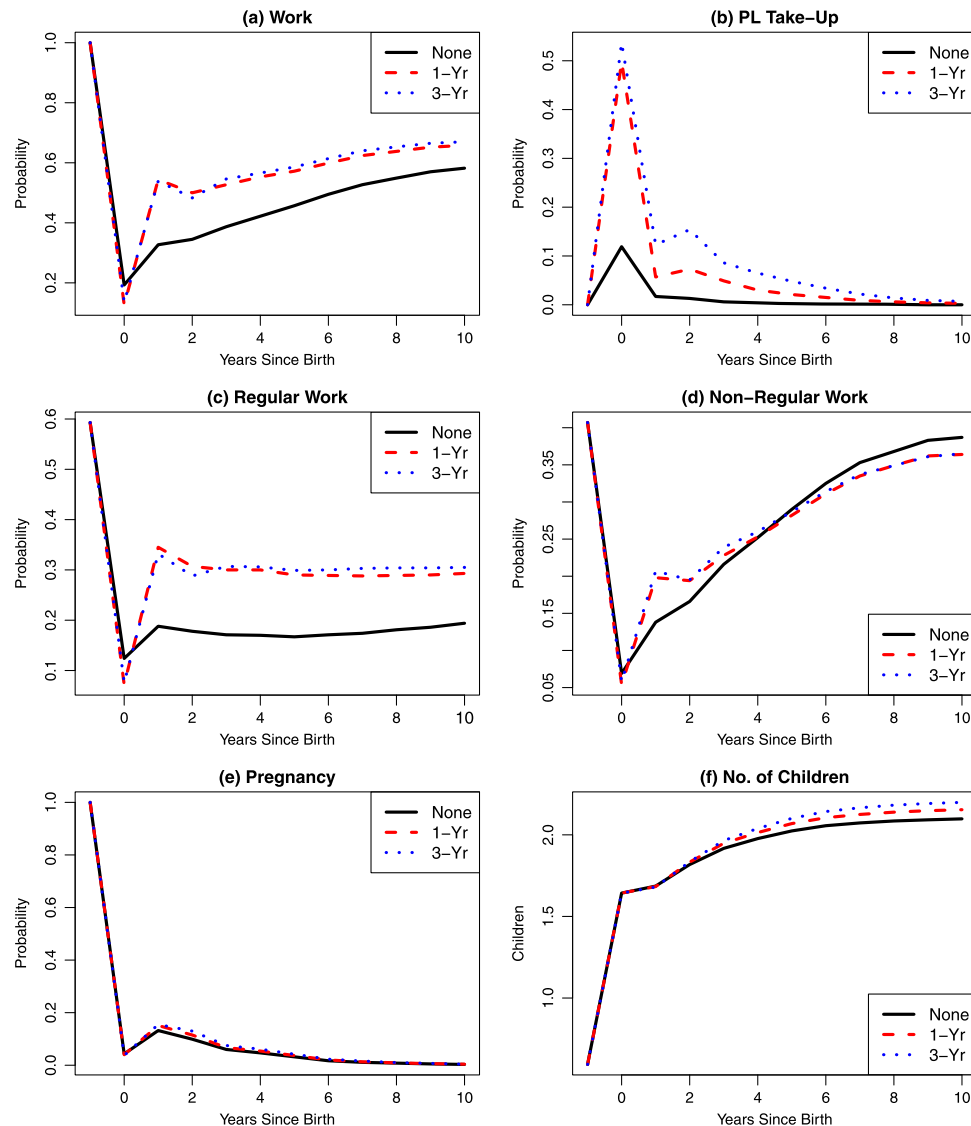 (a) Work
Probability
0.2 0.4 0.6 0.8 1.0
None
1−Yr
3−Yr
0 2 4 6 8 10
Years Since Birth
(b) PL Take−Up
Probability
0.0 0.1 0.2 0.3 0.4 0.5
None
1−Yr
3−Yr
0 2 4 6 8 10
Years Since Birth
(c) Regular Work
Probability
0.1 0.2 0.3 0.4 0.5 0.6
None
1−Yr
3−Yr
0 2 4 6 8 10
Years Since Birth
(d) Non−Regular Work
Probability
0.05 0.15 0.25 0.35
None
1−Yr
3−Yr
0 2 4 6 8 10
Years Since Birth
(e) Pregnancy
Probability
0.0 0.2 0.4 0.6 0.8 1.0
None
1−Yr
3−Yr
0 2 4 6 8 10
Years Since Birth
(f) No. of Children
Children
1.0 1.5 2.0
None
1−Yr
3−Yr
0 2 4 6 8 10
Years Since Birth